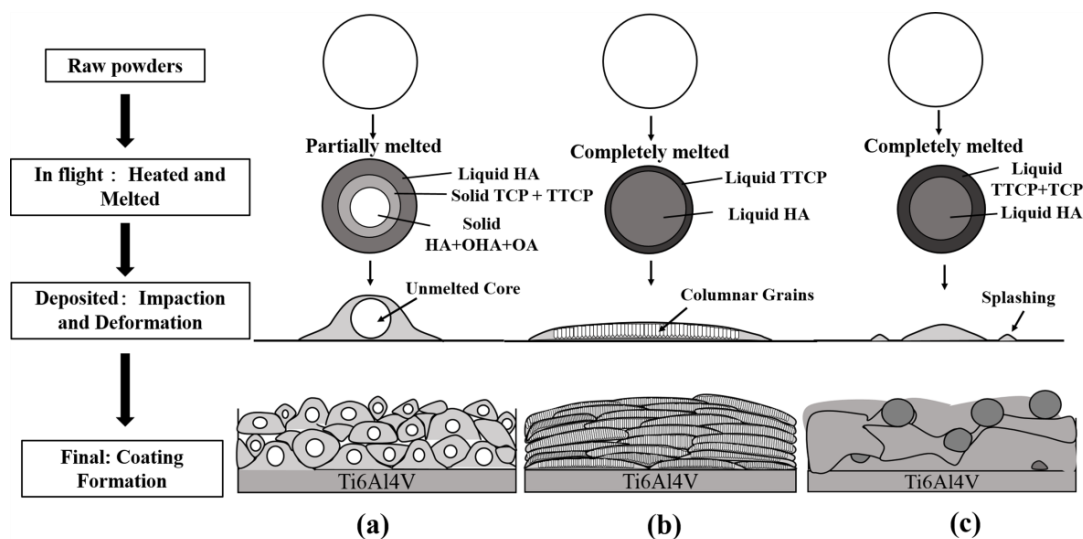 Raw powders
In flight： Heated and
Melted
Deposited： Impaction
and Deformation
Final: Coating
Formation
Partially melted
Liquid HA
Solid TCP + TTCP
Solid
HA+OHA+OA
Unmelted Core
Ti6Al4V
(a)
Completely melted
Liquid TTCP
Liquid HA
Columnar Grains
Ti6Al4V
(b)
Completely melted
Liquid
TTCP+TCP
Liquid HA
Splashing
Ti6Al4V
(c)